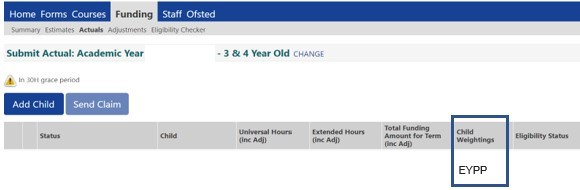 Home Forms Courses Funding Staff Ofsted
Summary Estimates Actuals Adjustments Eligibility Checker
Submit Actual: Academic Year - 3 & 4 Year Old CHANGE
In 30H grace period
Add Child Send Claim
Status Child Universal Hours (inc Adj) Extended Hours (inc Adj) Total Funding Amount for Term (inc Adj) Child Weightings Eligibility Status
EYPP